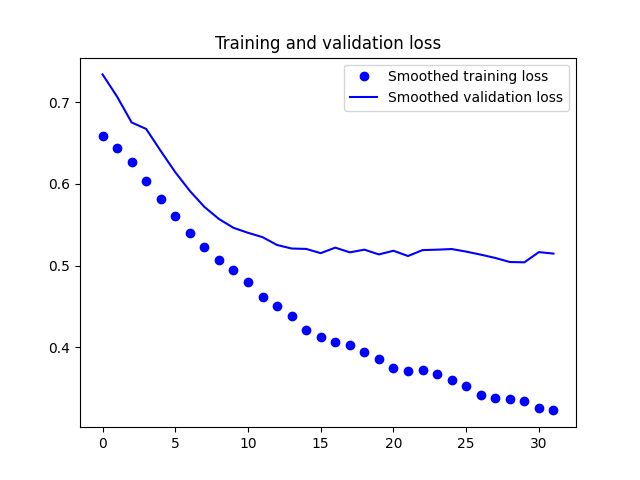 Training and validation loss
Smoothed training loss
Smoothed validation loss
0.7
0.6
0.5
0.4
0 5 10 15 20 25 30